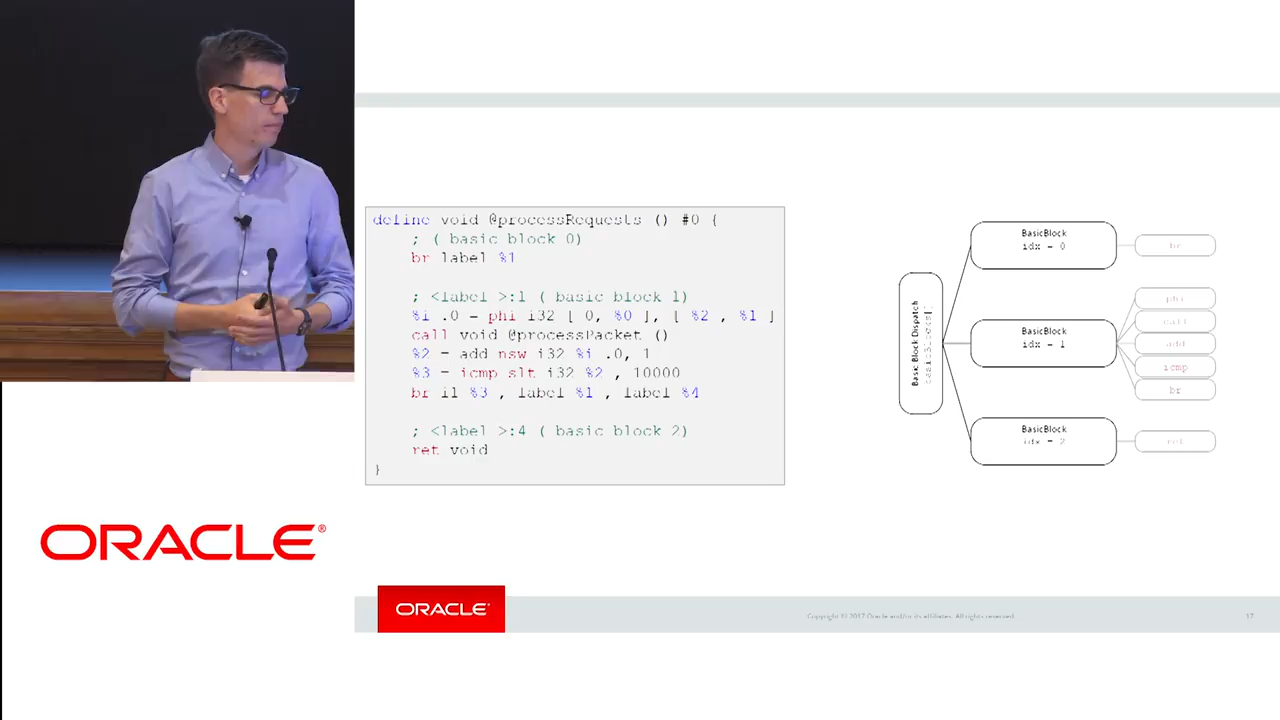 define void @processRequests () #0 {
; ( basic block 0)
br label %1
; <label >:1 ( basic block 1)
%i .0 = phi i32 [ 0, %0 ], [ %2 , %1 ]
call void @processPacket ()
%2 = add nsw i32 %i .0, 1
%3 = icmp slt i32 %2 , 10000
br i1 %3 , label %1 , label %4
; <label >:4 ( basic block 2)
ret void
}
Basic Block Dispatch
basicBlocks[]
BasicBlock
idx = 0
br
BasicBlock
idx = 1
phi
call
add
icmp
br
BasicBlock
idx = 2
ret
ORACLE®
ORACLE®
Copyright © 2017 Oracle and/or its affiliates. All rights reserved.
17